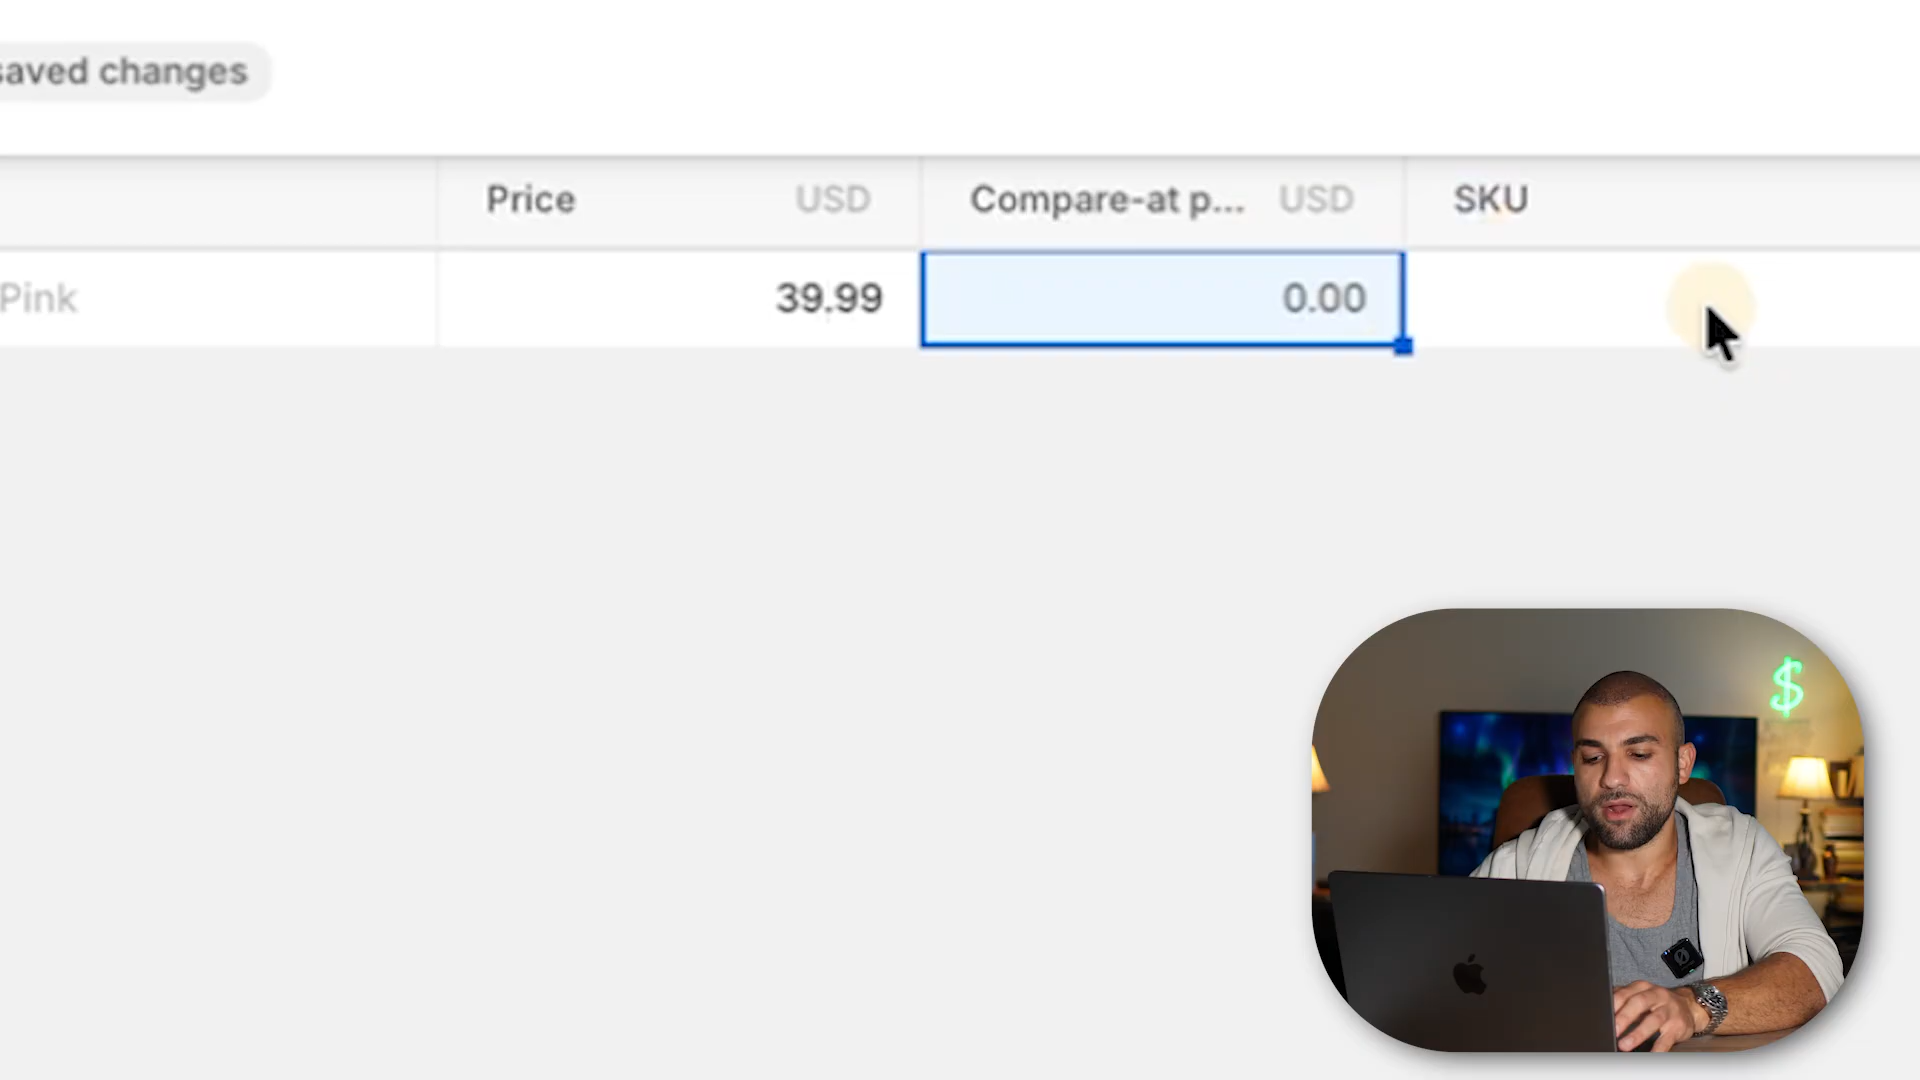 saved changes
Price USD Compare-at p... USD SKU
Pink 39.99 0.00
$